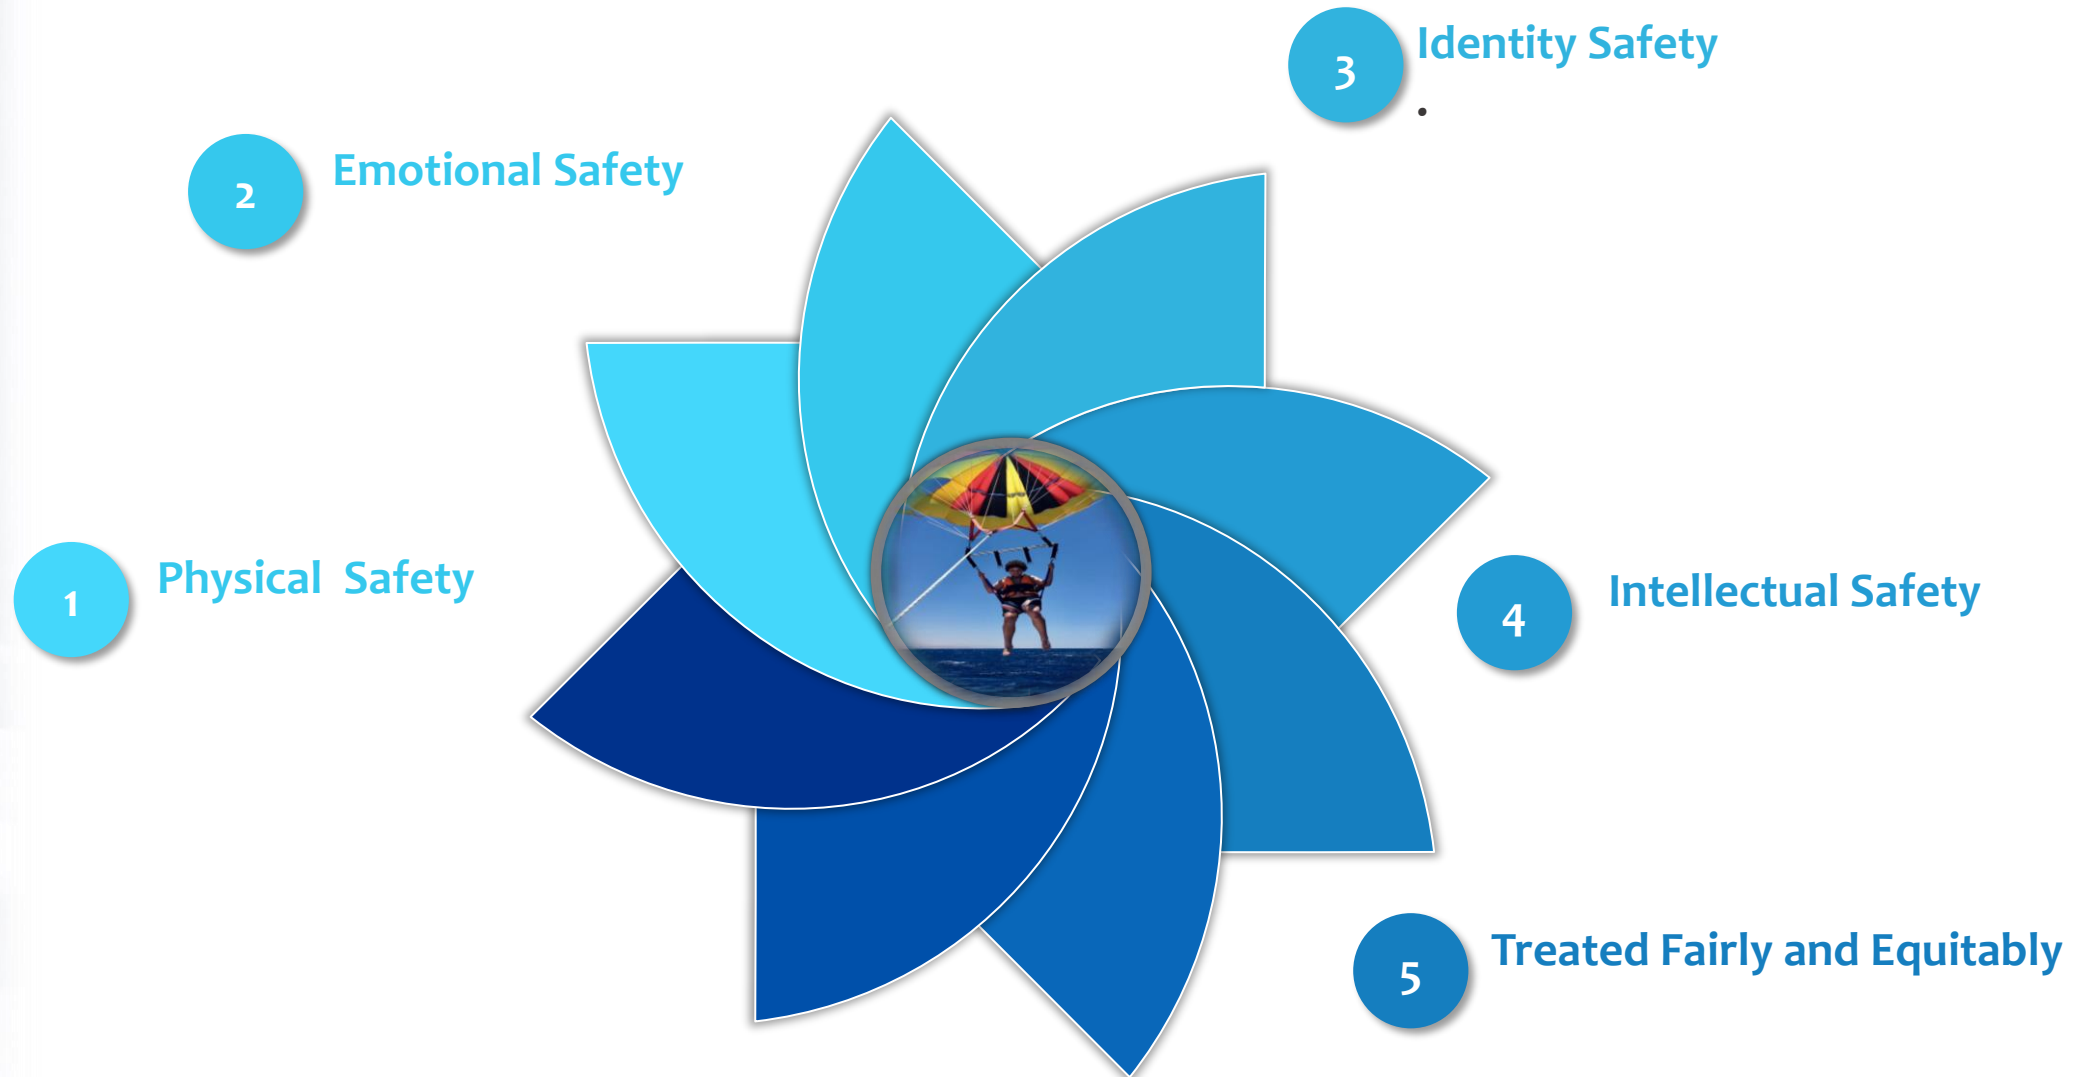 1
Physical  Safety
2
Emotional Safety
3
Identity Safety
.
4
Intellectual Safety
5
Treated Fairly and Equitably